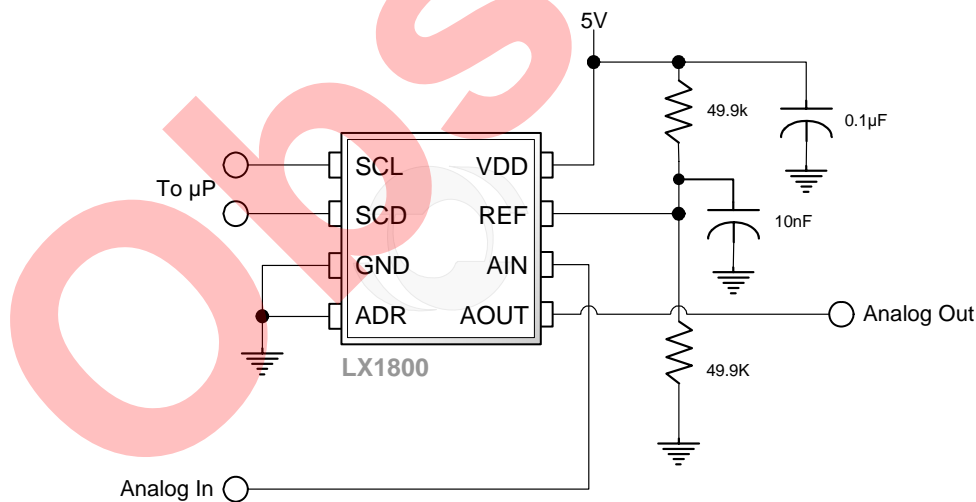 5V
49.9k
0.1µF
SCL
VDD
To µP
SCD
REF
10nF
GND
AIN
ADR
AOUT
Analog Out
LX1800
49.9K
Analog In
Obs